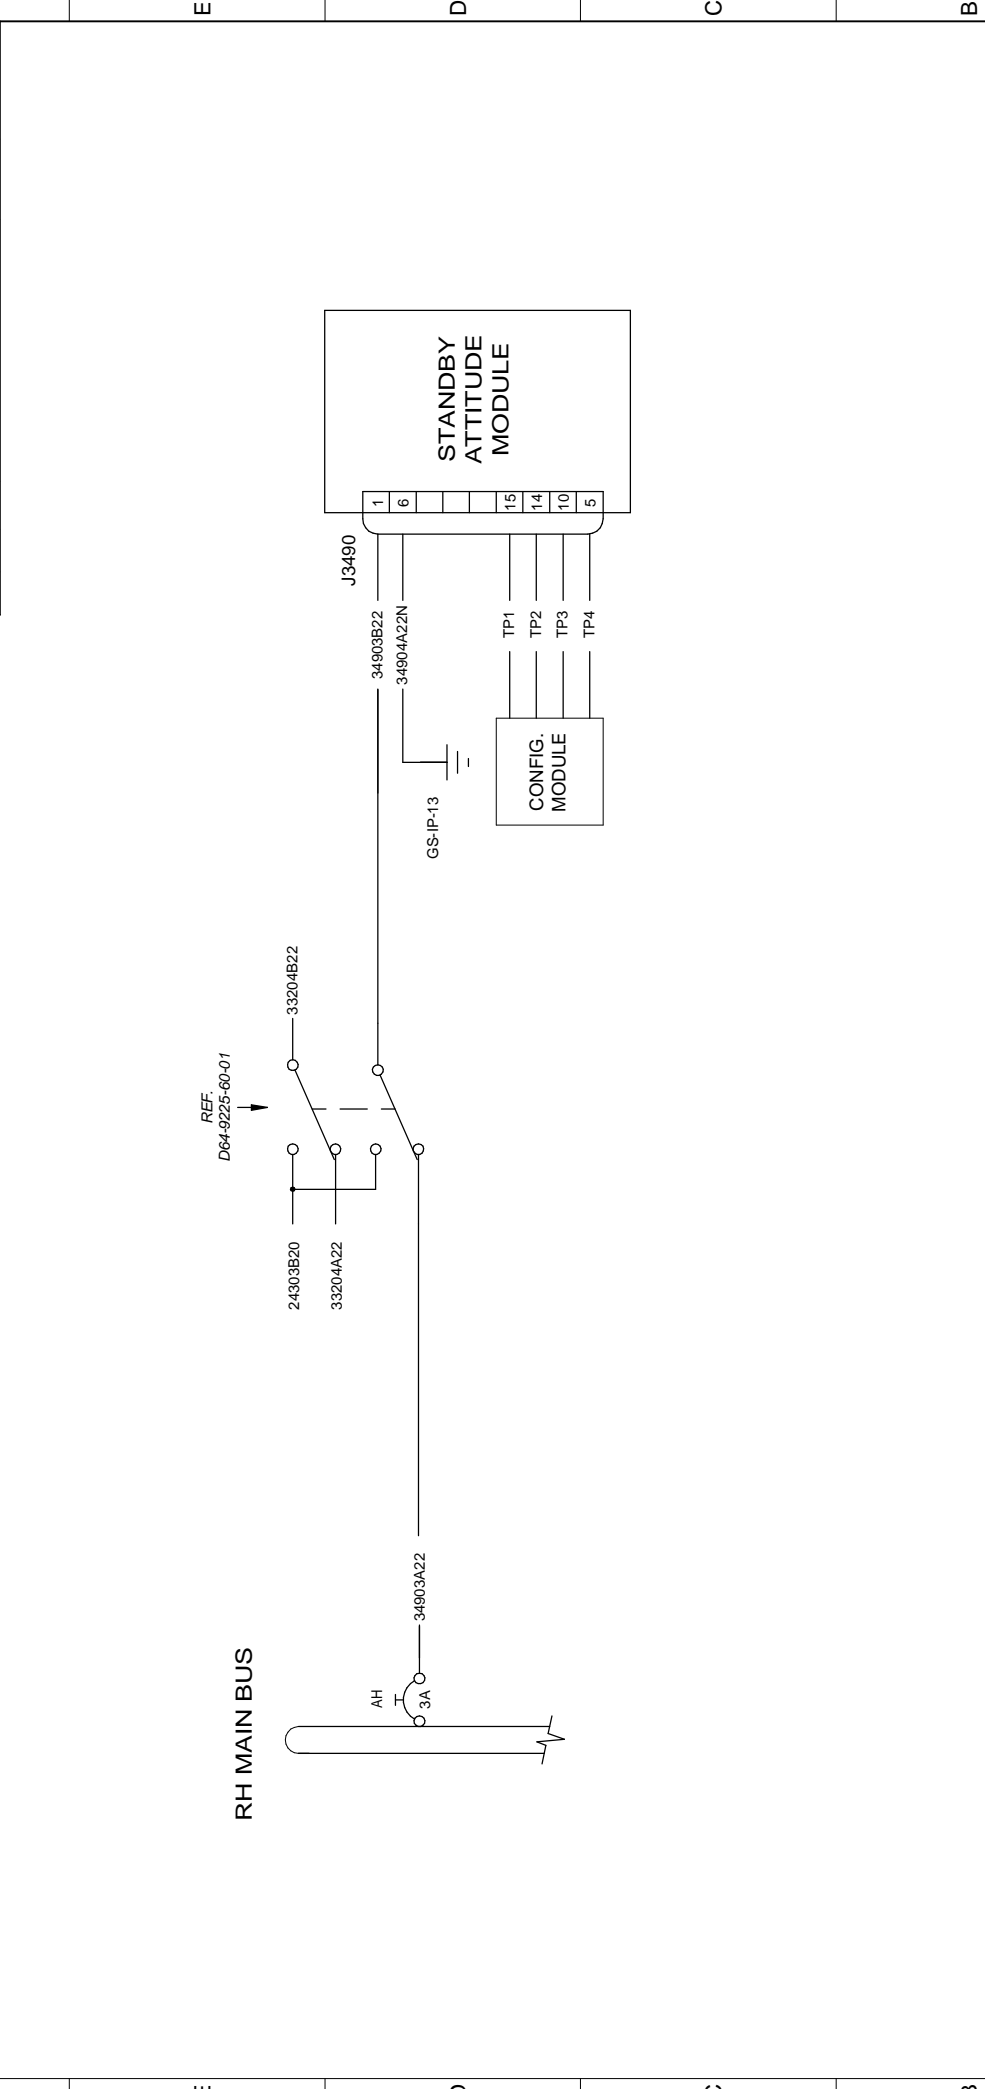 E
D
C
B
RH MAIN BUS
AH
3A
34903A22
24303B20
33204A22
REF.
D64-9225-60-01
33204B22
34903B22
34904A22N
GS-IP-13
J3490
1
6
15
14
10
5
TP1
TP2
TP3
TP4
CONFIG.
MODULE
STANDBY
ATTITUDE
MODULE